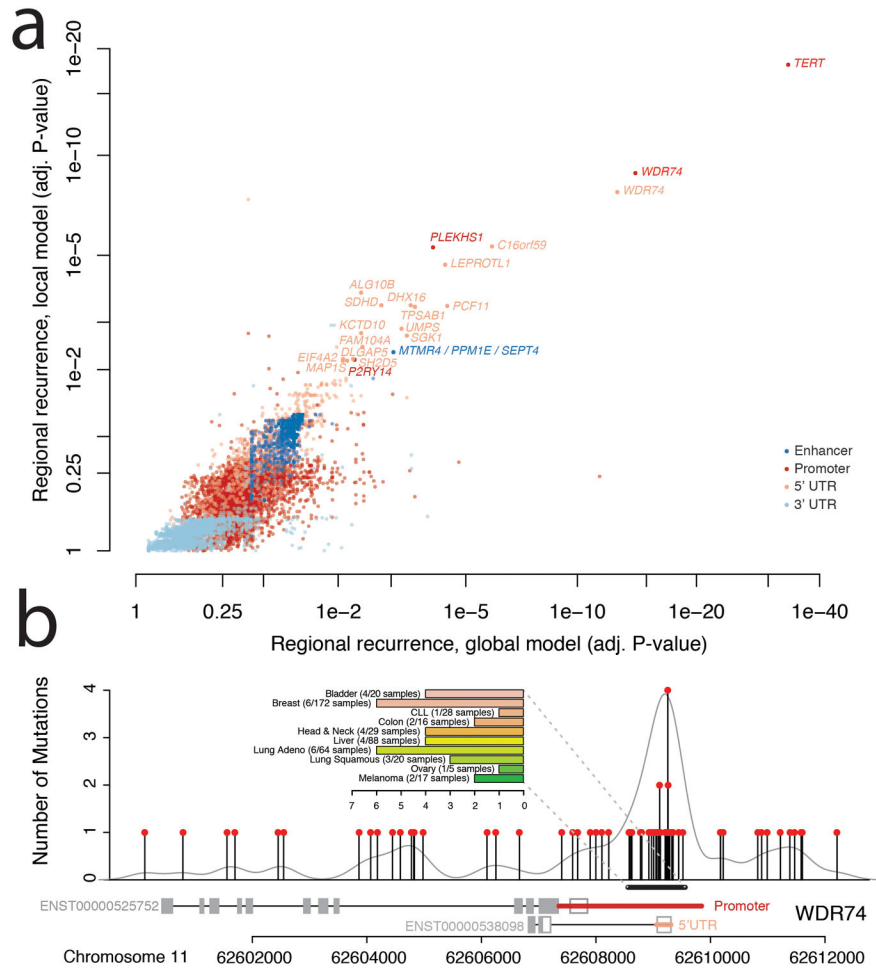 a
Regional recurrence, local model (adj. P-value)
1e-20
1e-10
1e-5
1e-2
0.25
1
TERT
WDR74
WDR74
PLEKHS1
C16orf59
LEPROTL1
ALG10B
SDHD
DHX16
PCF11
TPSAB1
KCTD10
UMPS
SGK1
FAM104A
DLGAP5
MTMR4 / PPM1E / SEPT4
EIF4A2
SH2D5
MAP1S
P2RY14
Enhancer
Promoter
5' UTR
3' UTR
1 0.25 1e-2 1e-5 1e-10 1e-20 1e-40
Regional recurrence, global model (adj. P-value)
b
Number of Mutations
4
3
2
1
0
Bladder (4/20 samples)
Breast (6/172 samples)
CLL (1/28 samples)
Colon (2/16 samples)
Head & Neck (4/29 samples)
Liver (4/88 samples)
Lung Adeno (6/64 samples)
Lung Squamous (3/20 samples)
Ovary (1/5 samples)
Melanoma (2/17 samples)
7 6 5 4 3 2 1 0
ENST00000525752
Promoter
WDR74
ENST00000538098
5'UTR
Chromosome 11
62602000 62604000 62606000 62608000 62610000 62612000